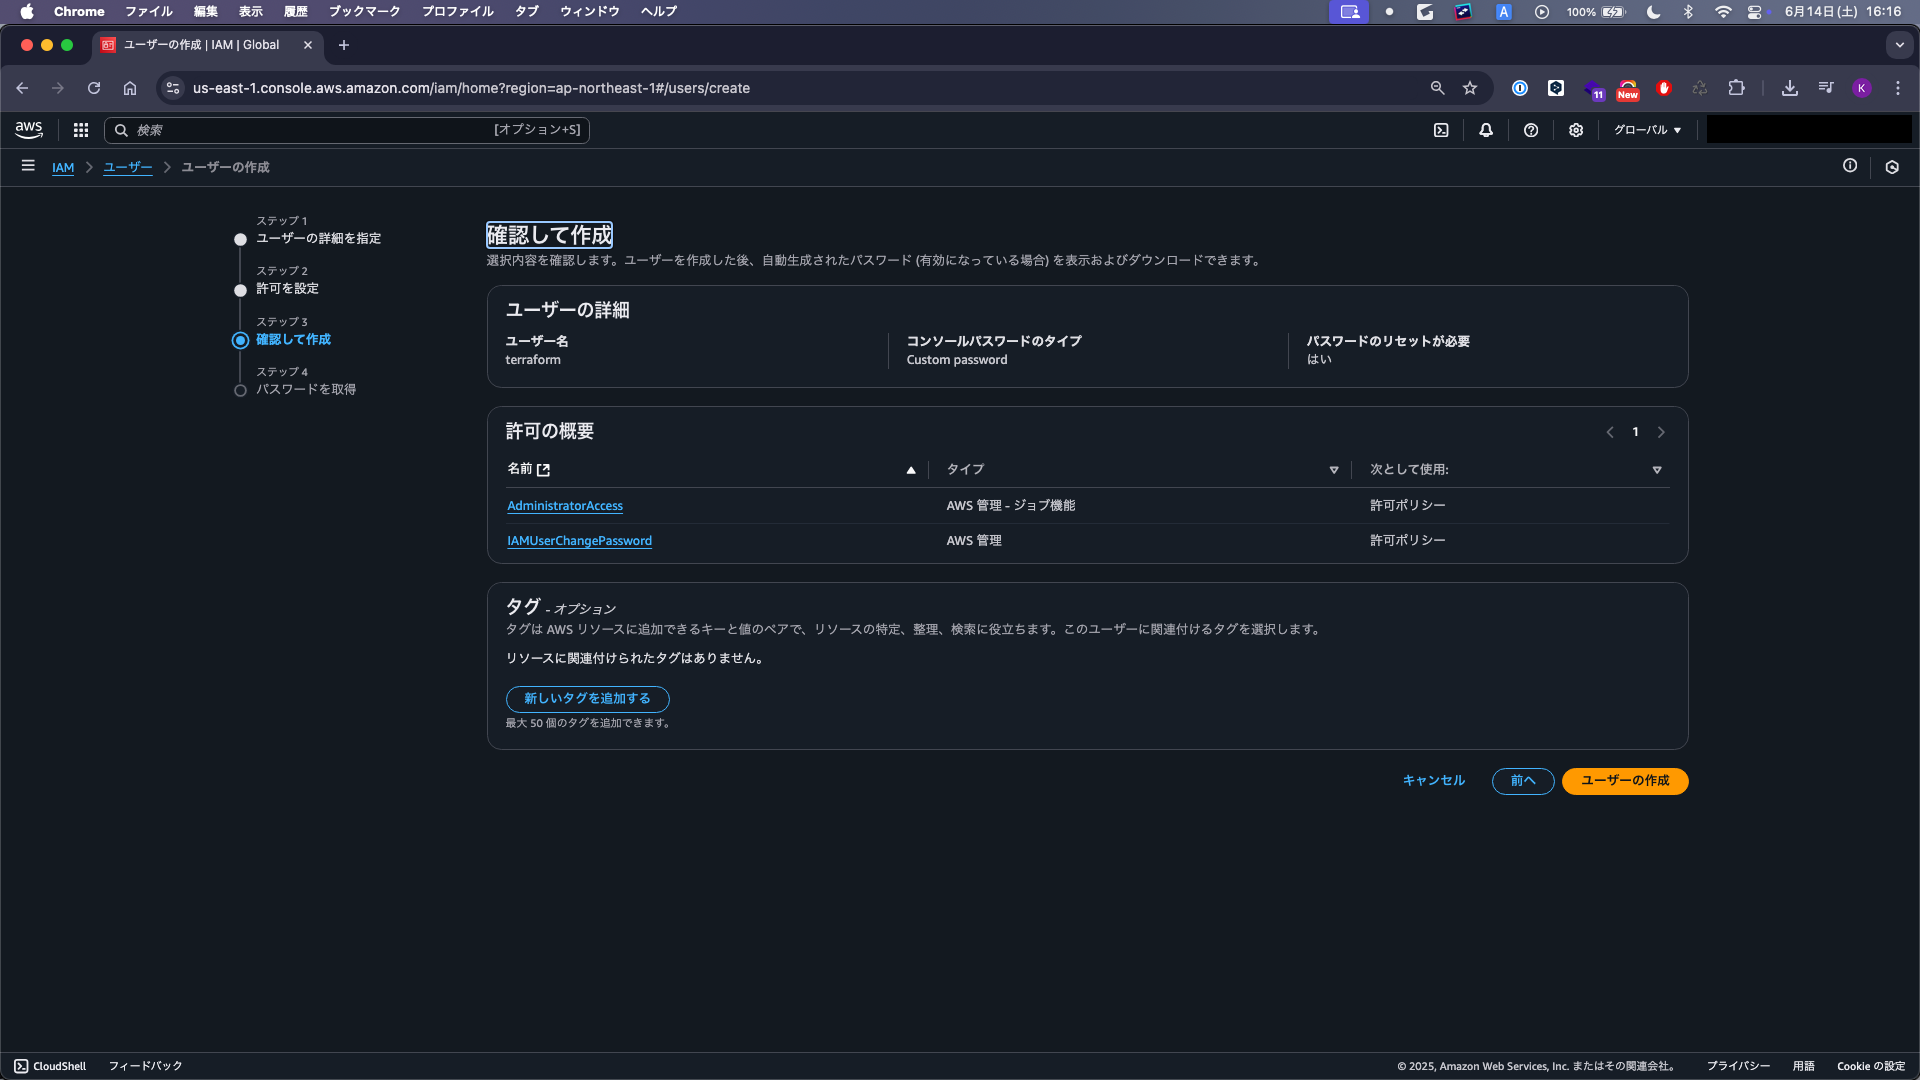 Chrome ファイル 編集 表示 履歴 ブックマーク プロファイル タブ ウィンドウ ヘルプ
A 100% 6月14日(土) 16:16
ユーザーの作成 | IAM | Global
us-east-1.console.aws.amazon.com/iam/home?region=ap-northeast-1#/users/create
11 New K
aws 検索 [オプション+S] グローバル
IAM ユーザー ユーザーの作成
ステップ 1
ユーザーの詳細を指定
ステップ 2
許可を設定
ステップ 3
確認して作成
ステップ 4
パスワードを取得
確認して作成
選択内容を確認します。ユーザーを作成した後、自動生成されたパスワード (有効になっている場合) を表示およびダウンロードできます。
ユーザーの詳細
ユーザー名
terraform
コンソールパスワードのタイプ
Custom password
パスワードのリセットが必要
はい
許可の概要
1
名前 タイプ 次として使用:
AdministratorAccess AWS 管理 - ジョブ機能 許可ポリシー
IAMUserChangePassword AWS 管理 許可ポリシー
タグ - オプション
タグは AWS リソースに追加できるキーと値のペアで、リソースの特定、整理、検索に役立ちます。このユーザーに関連付けるタグを選択します。
リソースに関連付けられたタグはありません。
新しいタグを追加する
最大 50 個のタグを追加できます。
キャンセル 前へ ユーザーの作成
CloudShell フィードバック © 2025, Amazon Web Services, Inc. またはその関連会社。 プライバシー 用語 Cookie の設定